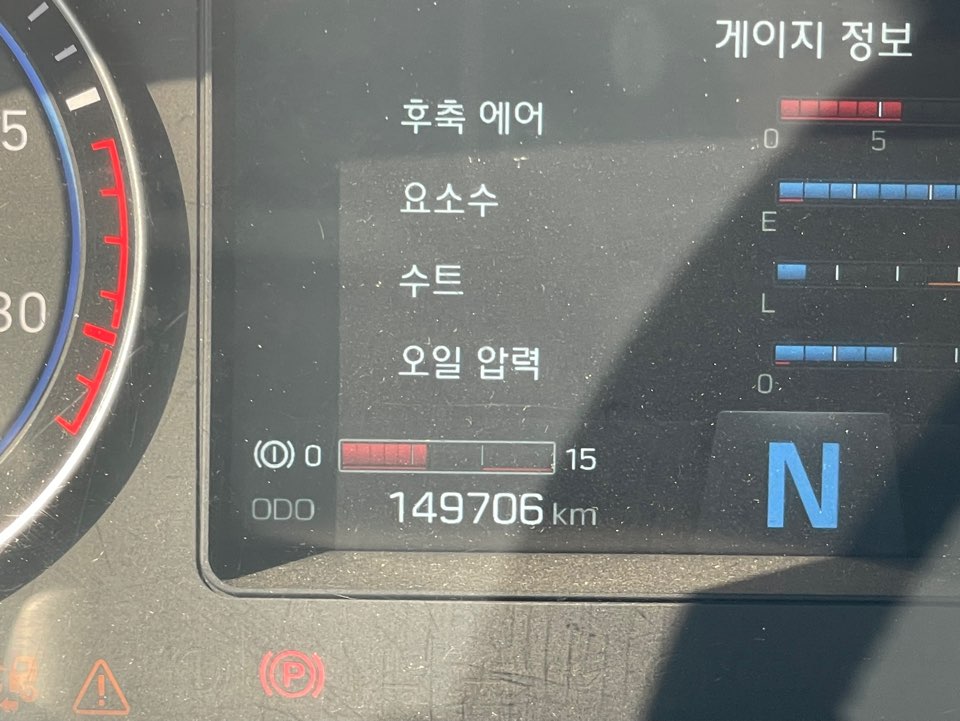 게이지 정보
후축 에어
0 5
요소수
E
수트
L
오일 압력
0
0 15
ODO 149706 km
N
P